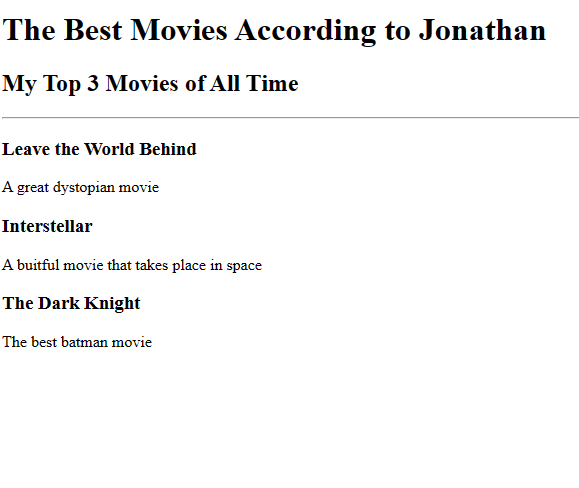 The Best Movies According to Jonathan
My Top 3 Movies of All Time
Leave the World Behind
A great dystopian movie
Interstellar
A buitful movie that takes place in space
The Dark Knight
The best batman movie